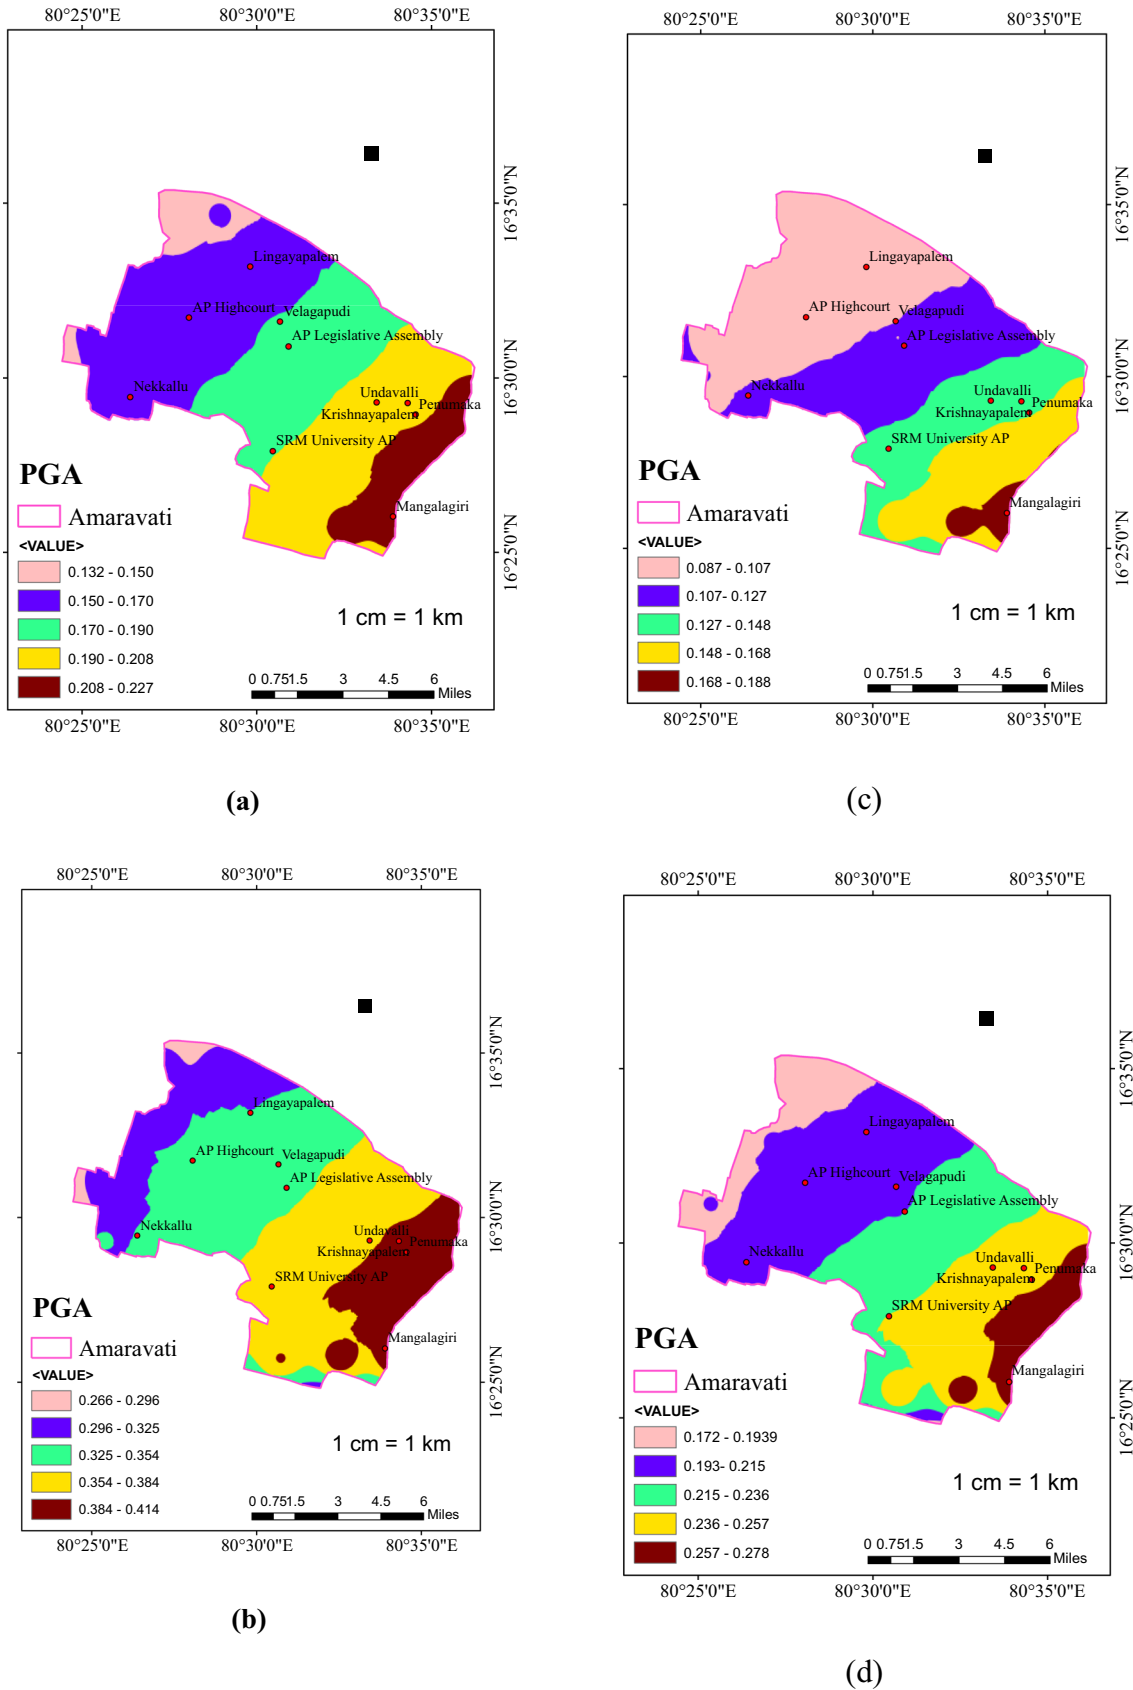 80°25'0"E 80°30'0"E 80°35'0"E
16°35'0"N
16°30'0"N
16°25'0"N
Lingayapalem
AP Highcourt
Velagapudi
AP Legislative Assembly
Nekkallu
Undavalli
Krishnayapalem
Penumaka
SRM University AP
Mangalagiri
PGA
Amaravati
<VALUE>
0.132 - 0.150
0.150 - 0.170
0.170 - 0.190
0.190 - 0.208
0.208 - 0.227
1 cm = 1 km
0 0.751.5 3 4.5 6
Miles
80°25'0"E 80°30'0"E 80°35'0"E
(a)
80°25'0"E 80°30'0"E 80°35'0"E
16°35'0"N
16°30'0"N
16°25'0"N
Lingayapalem
AP Highcourt
Velagapudi
AP Legislative Assembly
Nekkallu
Undavalli
Krishnayapalem
Penumaka
SRM University AP
Mangalagiri
PGA
Amaravati
<VALUE>
0.087 - 0.107
0.107- 0.127
0.127 - 0.148
0.148 - 0.168
0.168 - 0.188
1 cm = 1 km
0 0.751.5 3 4.5 6
Miles
80°25'0"E 80°30'0"E 80°35'0"E
(c)
80°25'0"E 80°30'0"E 80°35'0"E
16°35'0"N
16°30'0"N
16°25'0"N
Lingayapalem
AP Highcourt
Velagapudi
AP Legislative Assembly
Nekkallu
Undavalli
Krishnayapalem
Penumaka
SRM University AP
Mangalagiri
PGA
Amaravati
<VALUE>
0.266 - 0.296
0.296 - 0.325
0.325 - 0.354
0.354 - 0.384
0.384 - 0.414
1 cm = 1 km
0 0.751.5 3 4.5 6
Miles
80°25'0"E 80°30'0"E 80°35'0"E
(b)
80°25'0"E 80°30'0"E 80°35'0"E
16°35'0"N
16°30'0"N
16°25'0"N
Lingayapalem
AP Highcourt
Velagapudi
AP Legislative Assembly
Nekkallu
Undavalli
Krishnayapalem
Penumaka
SRM University AP
Mangalagiri
PGA
Amaravati
<VALUE>
0.172 - 0.1939
0.193- 0.215
0.215 - 0.236
0.236 - 0.257
0.257 - 0.278
1 cm = 1 km
0 0.751.5 3 4.5 6
Miles
80°25'0"E 80°30'0"E 80°35'0"E
(d)